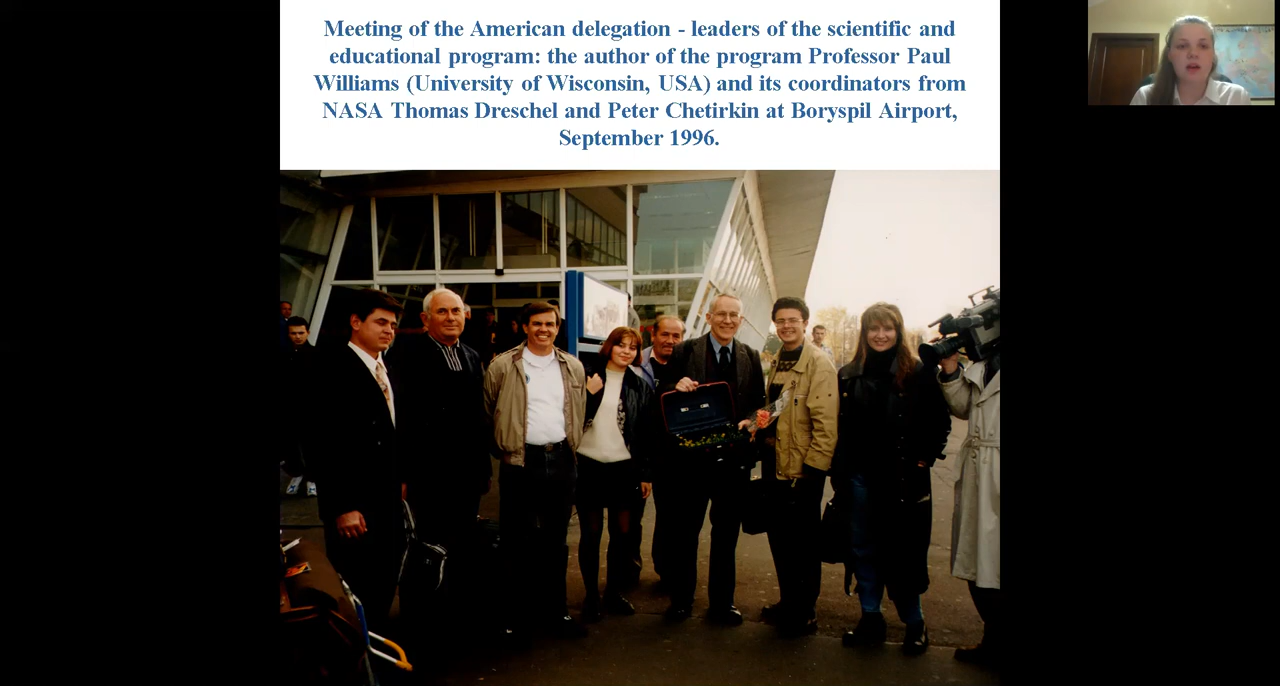 Meeting of the American delegation - leaders of the scientific and
educational program: the author of the program Professor Paul
Williams (University of Wisconsin, USA) and its coordinators from
NASA Thomas Dreschel and Peter Chetirkin at Boryspil Airport,
September 1996.